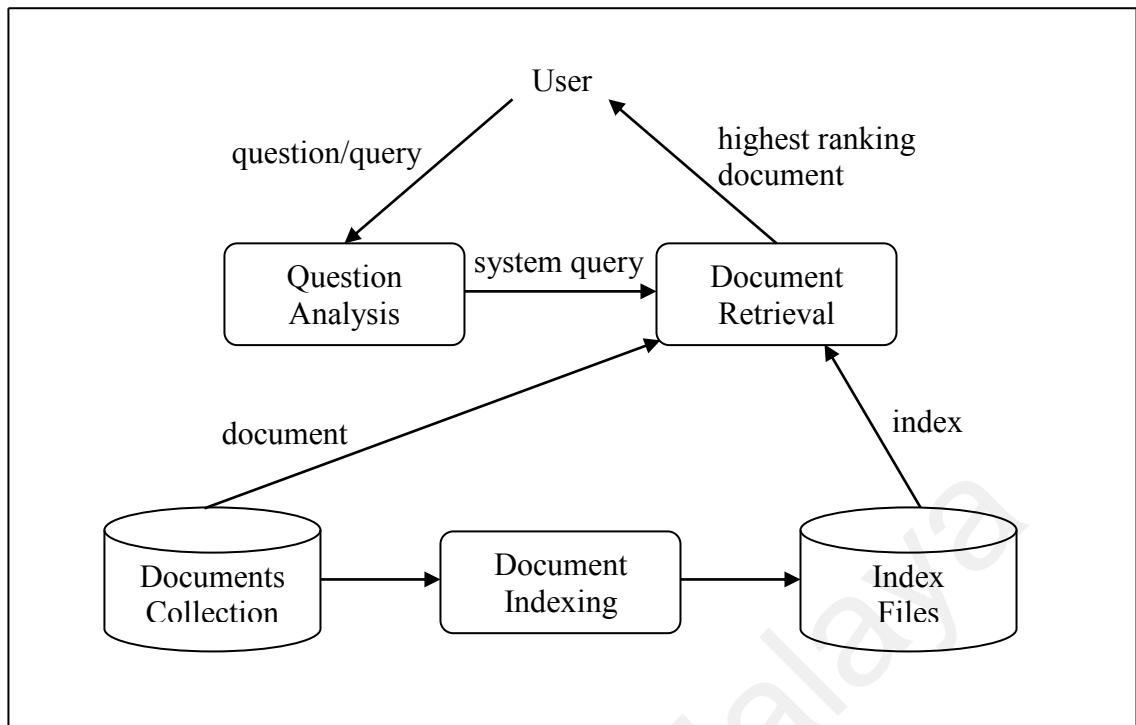 User
question/query
highest ranking
document
Question
Analysis
system query
Document
Retrieval
document
index
Documents
Collection
Document
Indexing
Index
Files